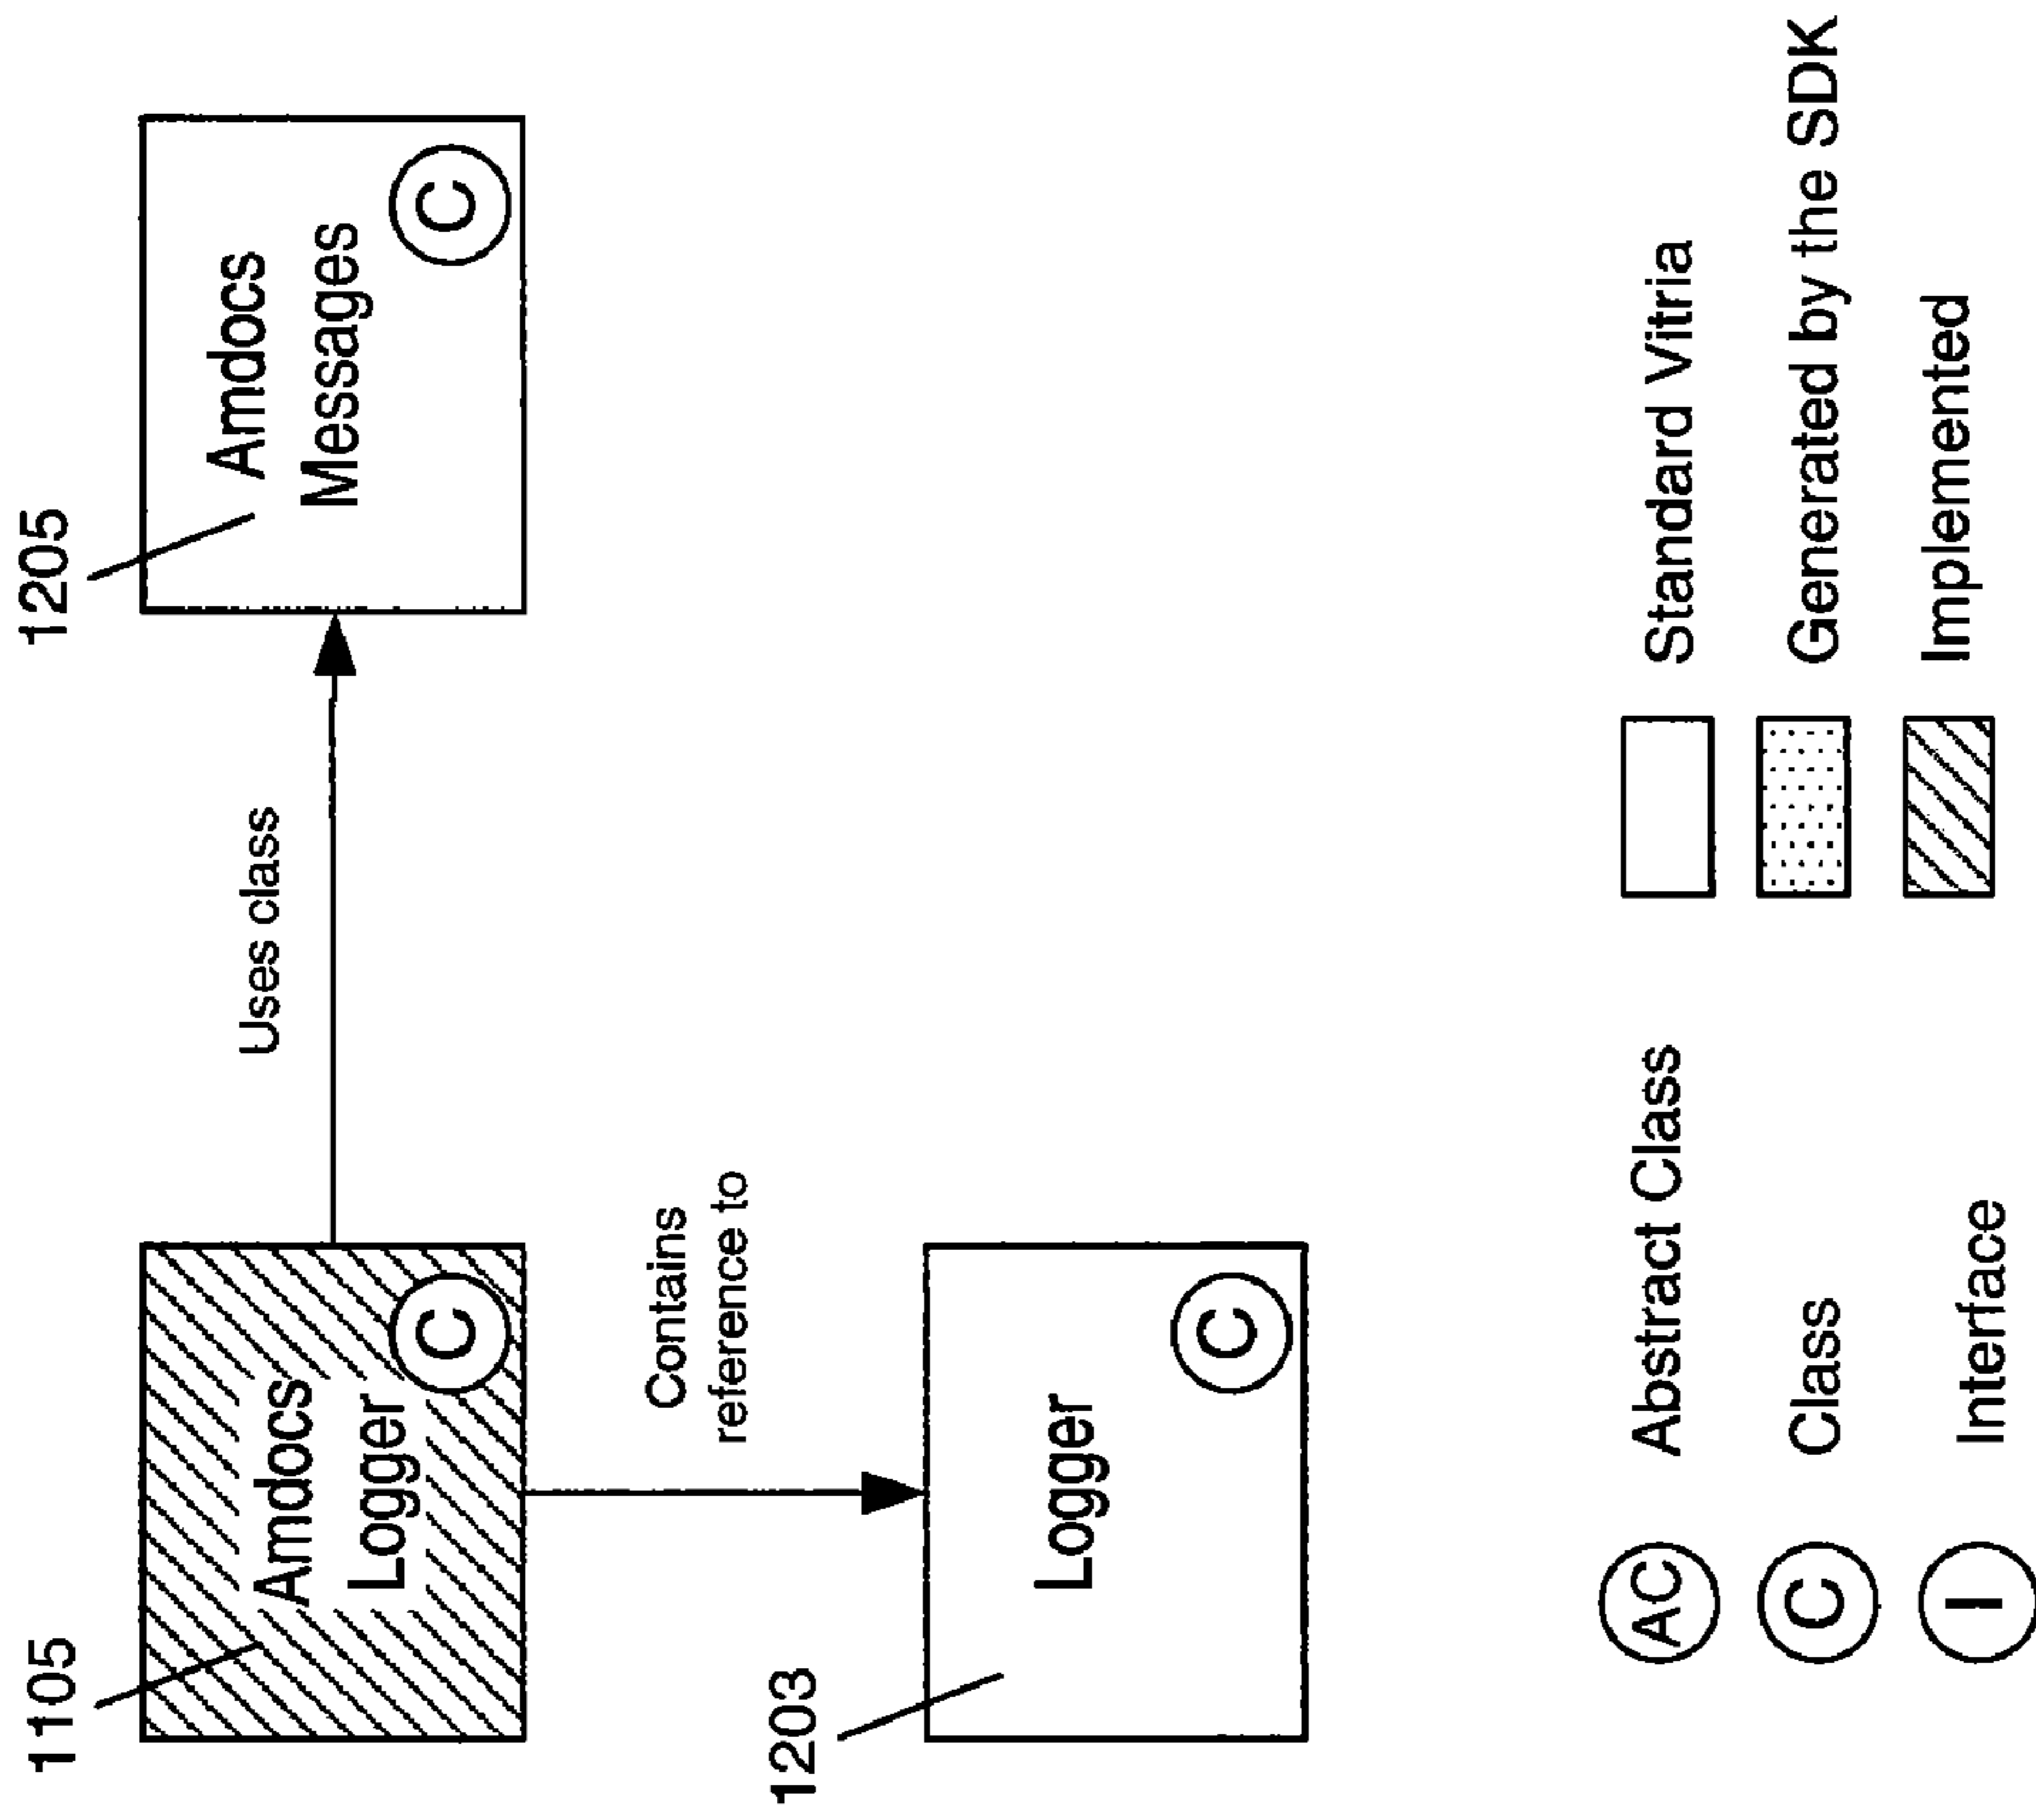 1105
Amdocs
Logger
C
Uses class
1205
Amdocs
Messages
C
Contains
reference to
1203
Logger
C
AC Abstract Class
C Class
I Interface
Standard Vitria
Generated by the SDK
Implemented